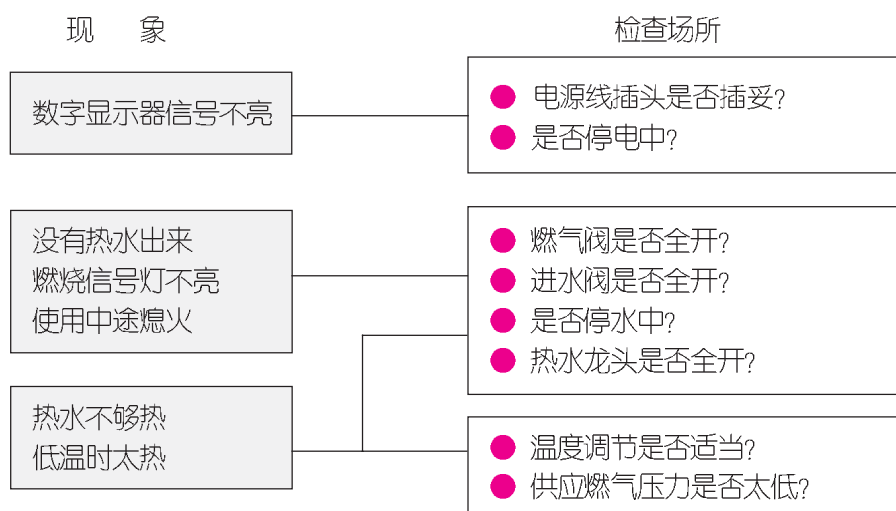 现 象
检查场所
数字显示器信号不亮
电源线插头是否插妥?
是否停电中?
没有热水出来
燃烧信号灯不亮
使用中途熄火
燃气阀是否全开?
进水阀是否全开?
是否停水中?
热水龙头是否全开?
热水不够热
低温时太热
温度调节是否适当?
供应燃气压力是否太低?